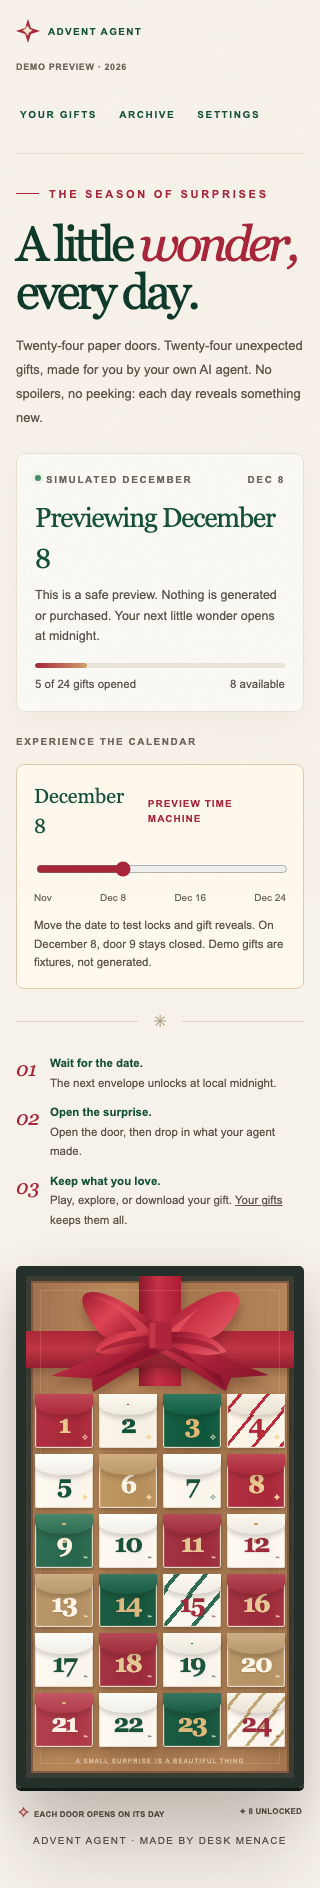 ADVENT AGENT
DEMO PREVIEW · 2026
YOUR GIFTS ARCHIVE SETTINGS
THE SEASON OF SURPRISES
A little wonder,
every day.
Twenty-four paper doors. Twenty-four unexpected
gifts, made for you by your own AI agent. No
spoilers, no peeking: each day reveals something
new.
SIMULATED DECEMBER DEC 8
Previewing December
8
This is a safe preview. Nothing is generated
or purchased. Your next little wonder opens
at midnight.
5 of 24 gifts opened 8 available
EXPERIENCE THE CALENDAR
December
8
PREVIEW TIME
MACHINE
Nov Dec 8 Dec 16 Dec 24
Move the date to test locks and gift reveals. On
December 8, door 9 stays closed. Demo gifts are
fixtures, not generated.
01 Wait for the date.
The next envelope unlocks at local midnight.
02 Open the surprise.
Open the door, then drop in what your agent
made.
03 Keep what you love.
Play, explore, or download your gift. Your gifts
keeps them all.
1 2 3 4
5 6 7 8
9 10 11 12
13 14 15 16
17 18 19 20
21 22 23 24
A SMALL SURPRISE IS A BEAUTIFUL THING
EACH DOOR OPENS ON ITS DAY 8 UNLOCKED
ADVENT AGENT · MADE BY DESK MENACE